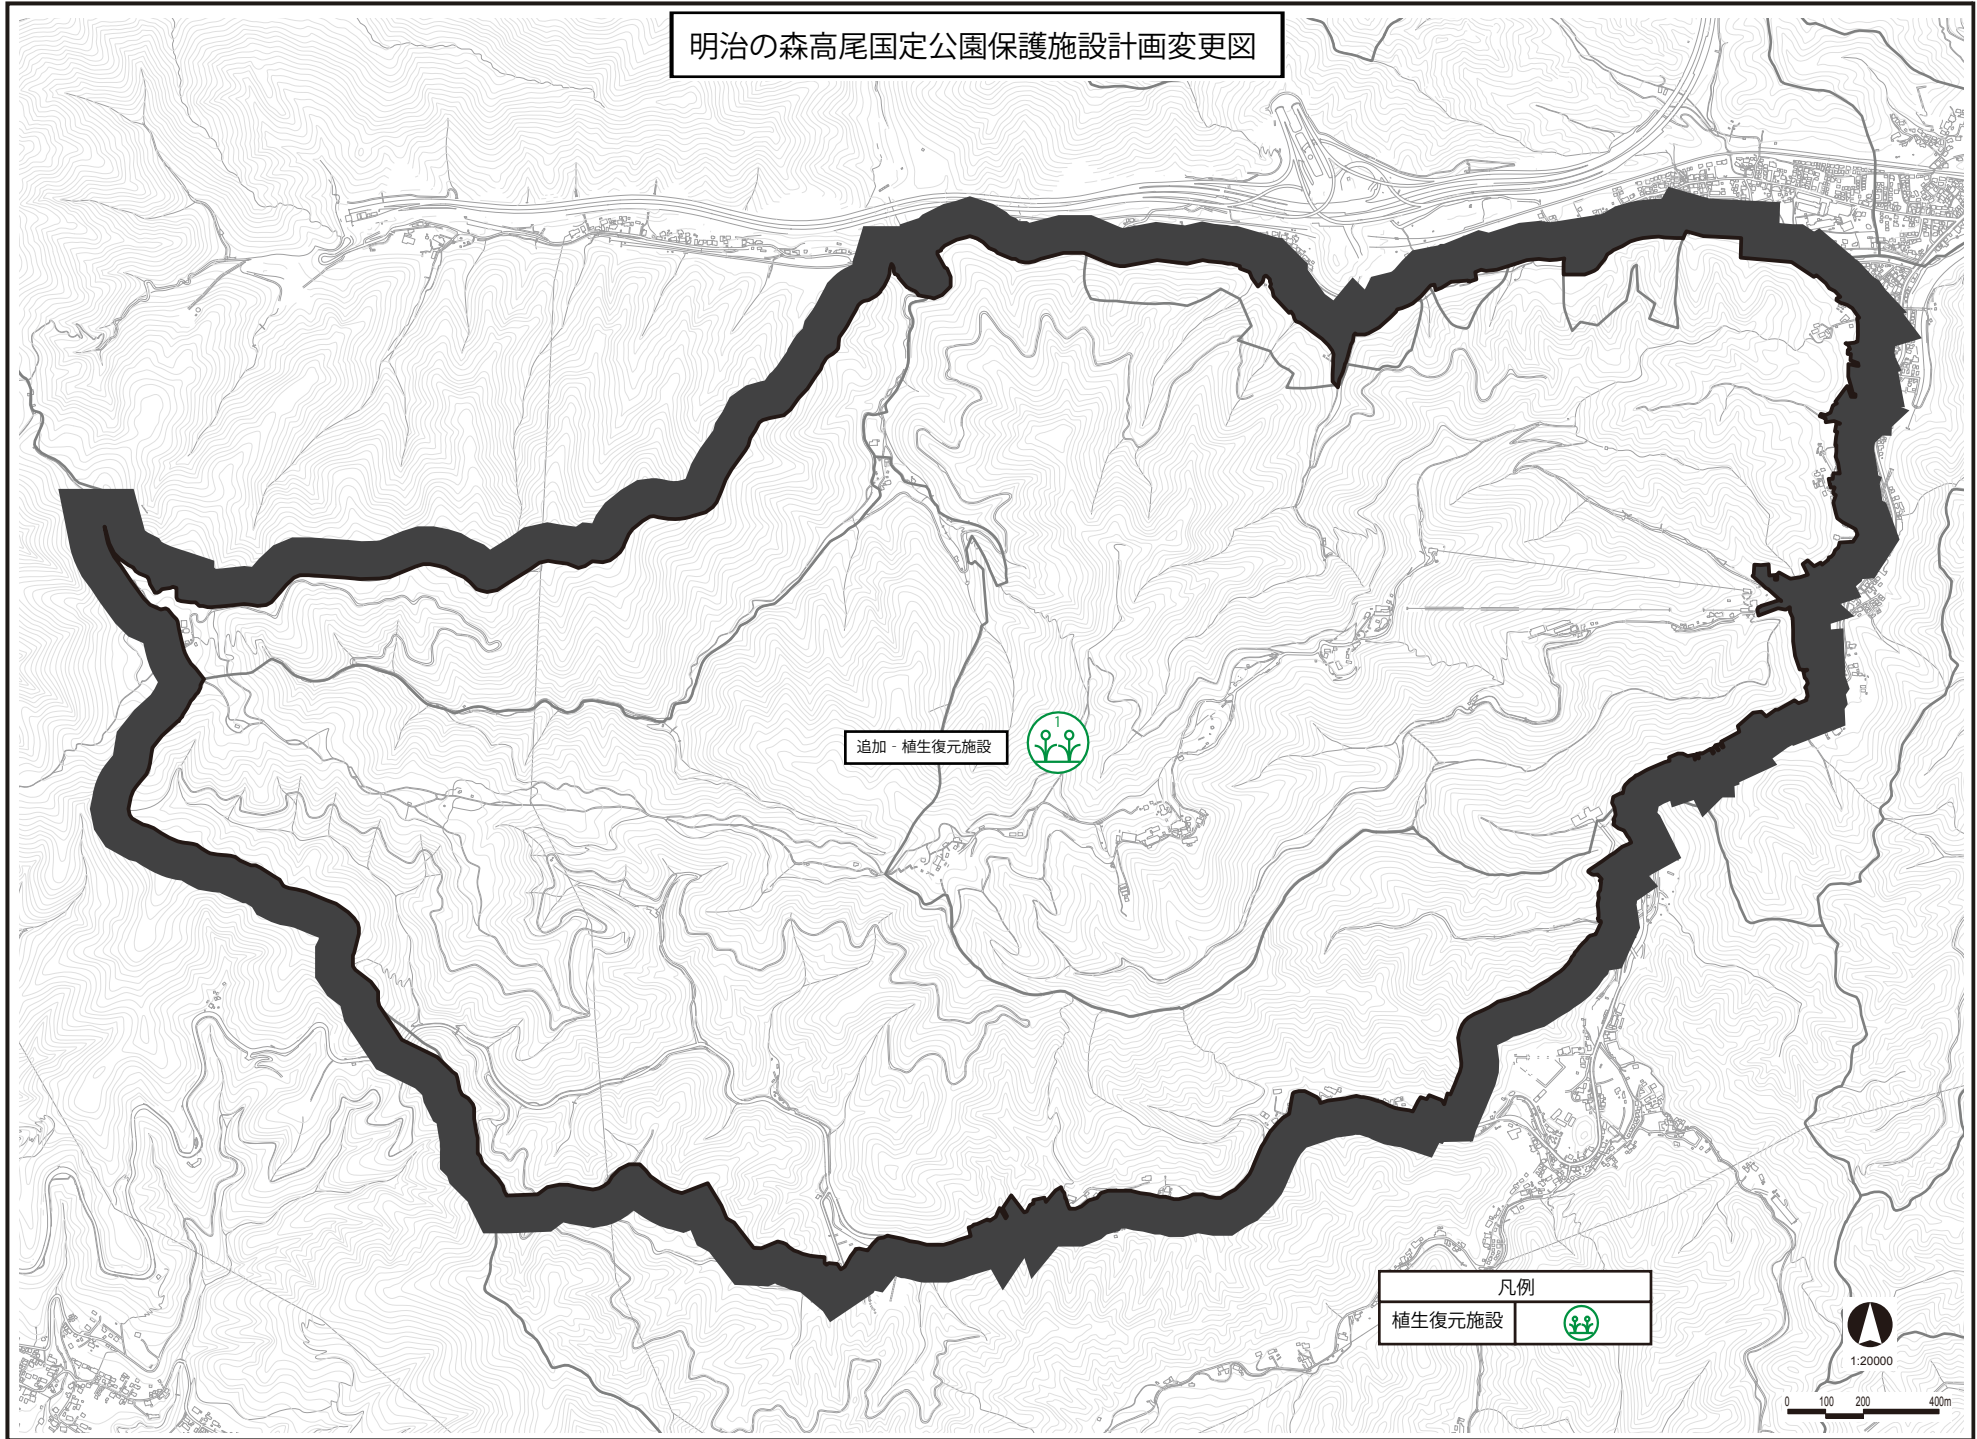 明治の森高尾国定公園保護施設計画変更図
1
追加 - 植生復元施設
凡例
植生復元施設
1:20000
0 100 200 400m